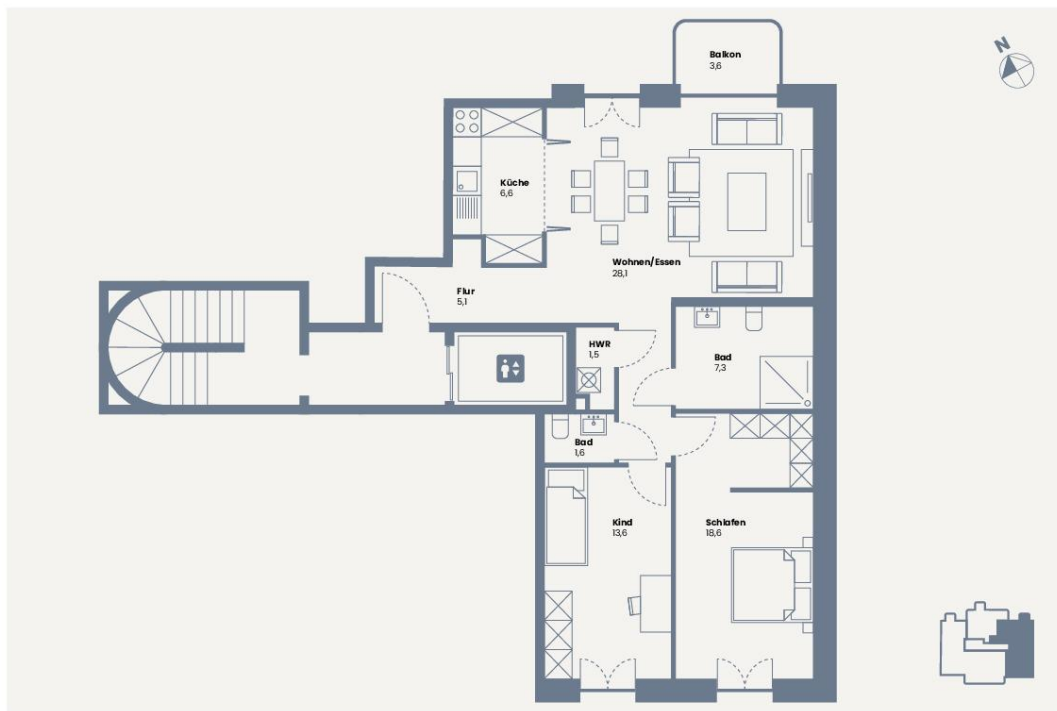 N
Balkon
3,6
Küche
6,6
Wohnen/Essen
28,1
Flur
5,1
HWR
1,5
Bad
7,3
Bad
1,6
Kind
13,6
Schlafen
18,6